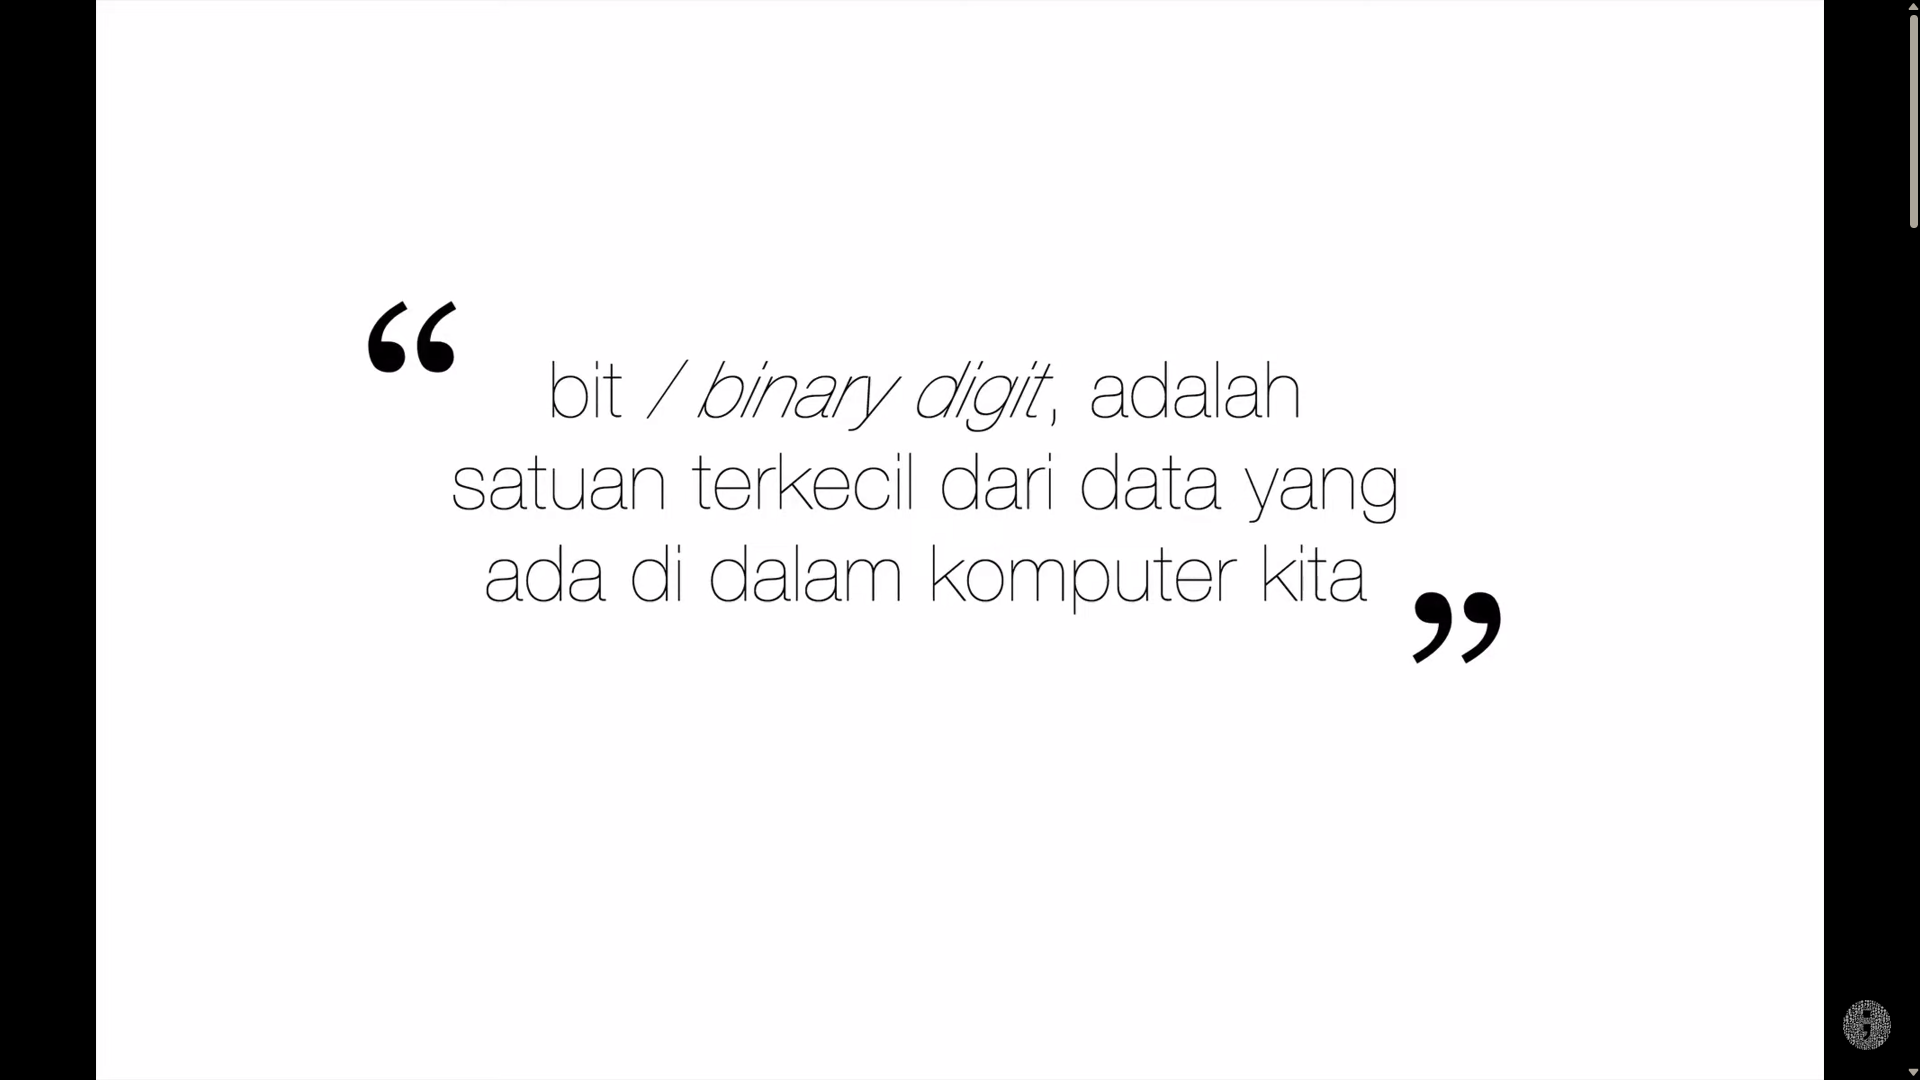 “
bit / binary digit, adalah
satuan terkecil dari data yang
ada di dalam komputer kita
”